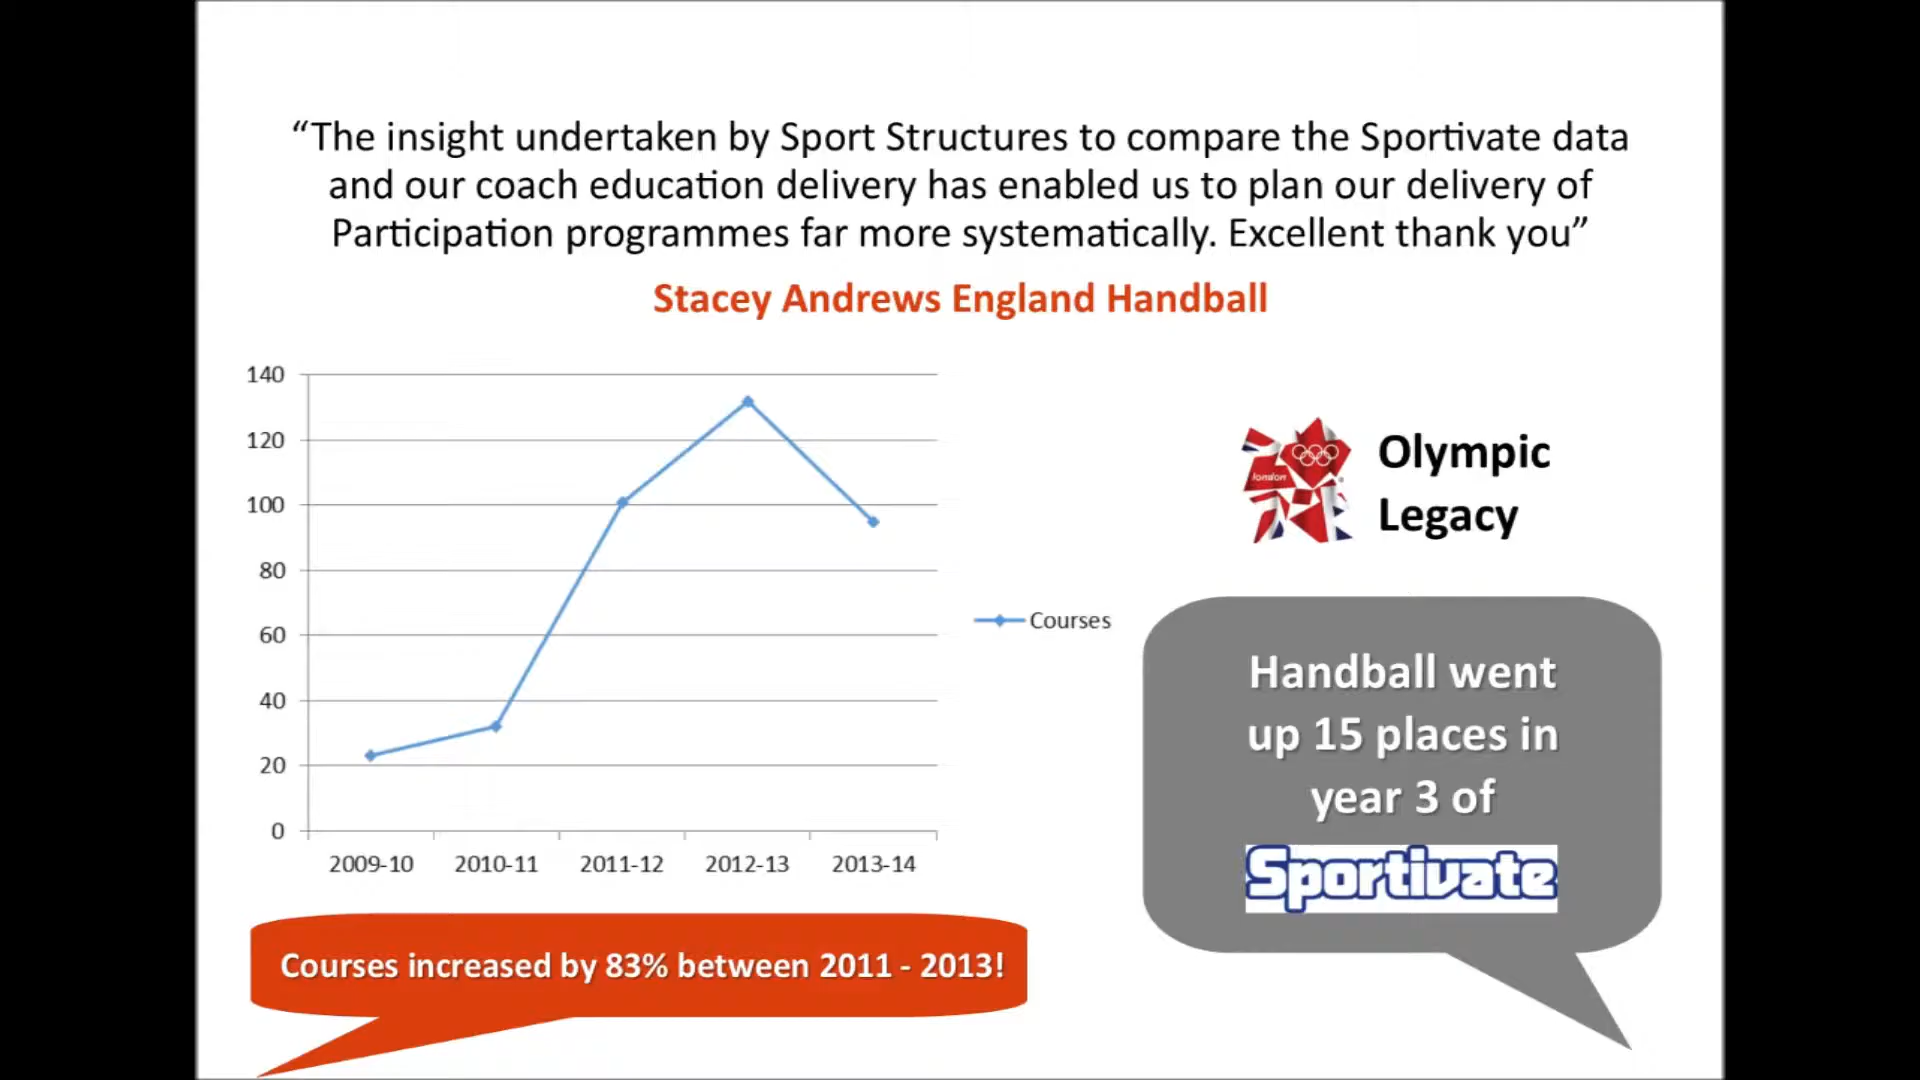 “The insight undertaken by Sport Structures to compare the Sportivate data
and our coach education delivery has enabled us to plan our delivery of
Participation programmes far more systematically. Excellent thank you”
Stacey Andrews England Handball
140
120
100
80
60
40
20
0
2009-10 2010-11 2011-12 2012-13 2013-14
Courses
Courses increased by 83% between 2011 - 2013!
london
Olympic
Legacy
Handball went
up 15 places in
year 3 of
Sportivate